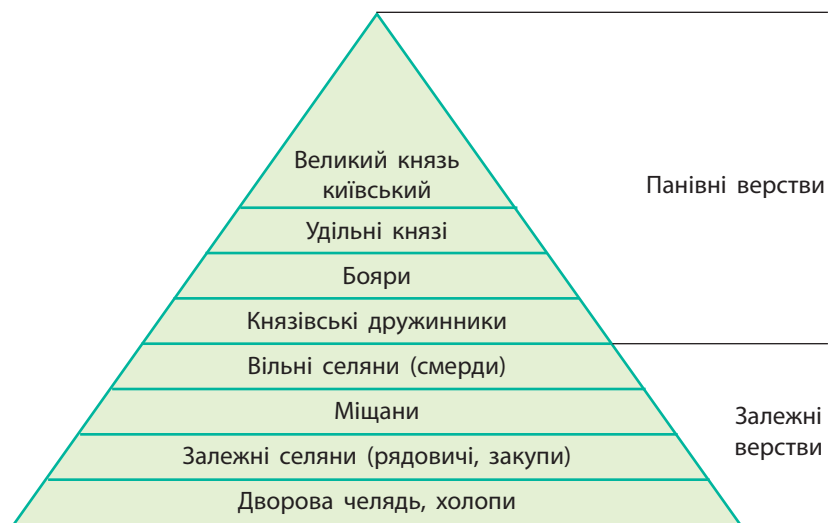 Великий князь
київський
Удільні князі
Бояри
Князівські дружинники
Вільні селяни (смерди)
Міщани
Залежні селяни (рядовичі, закупи)
Дворова челядь, холопи
Панівні верстви
Залежні
верстви